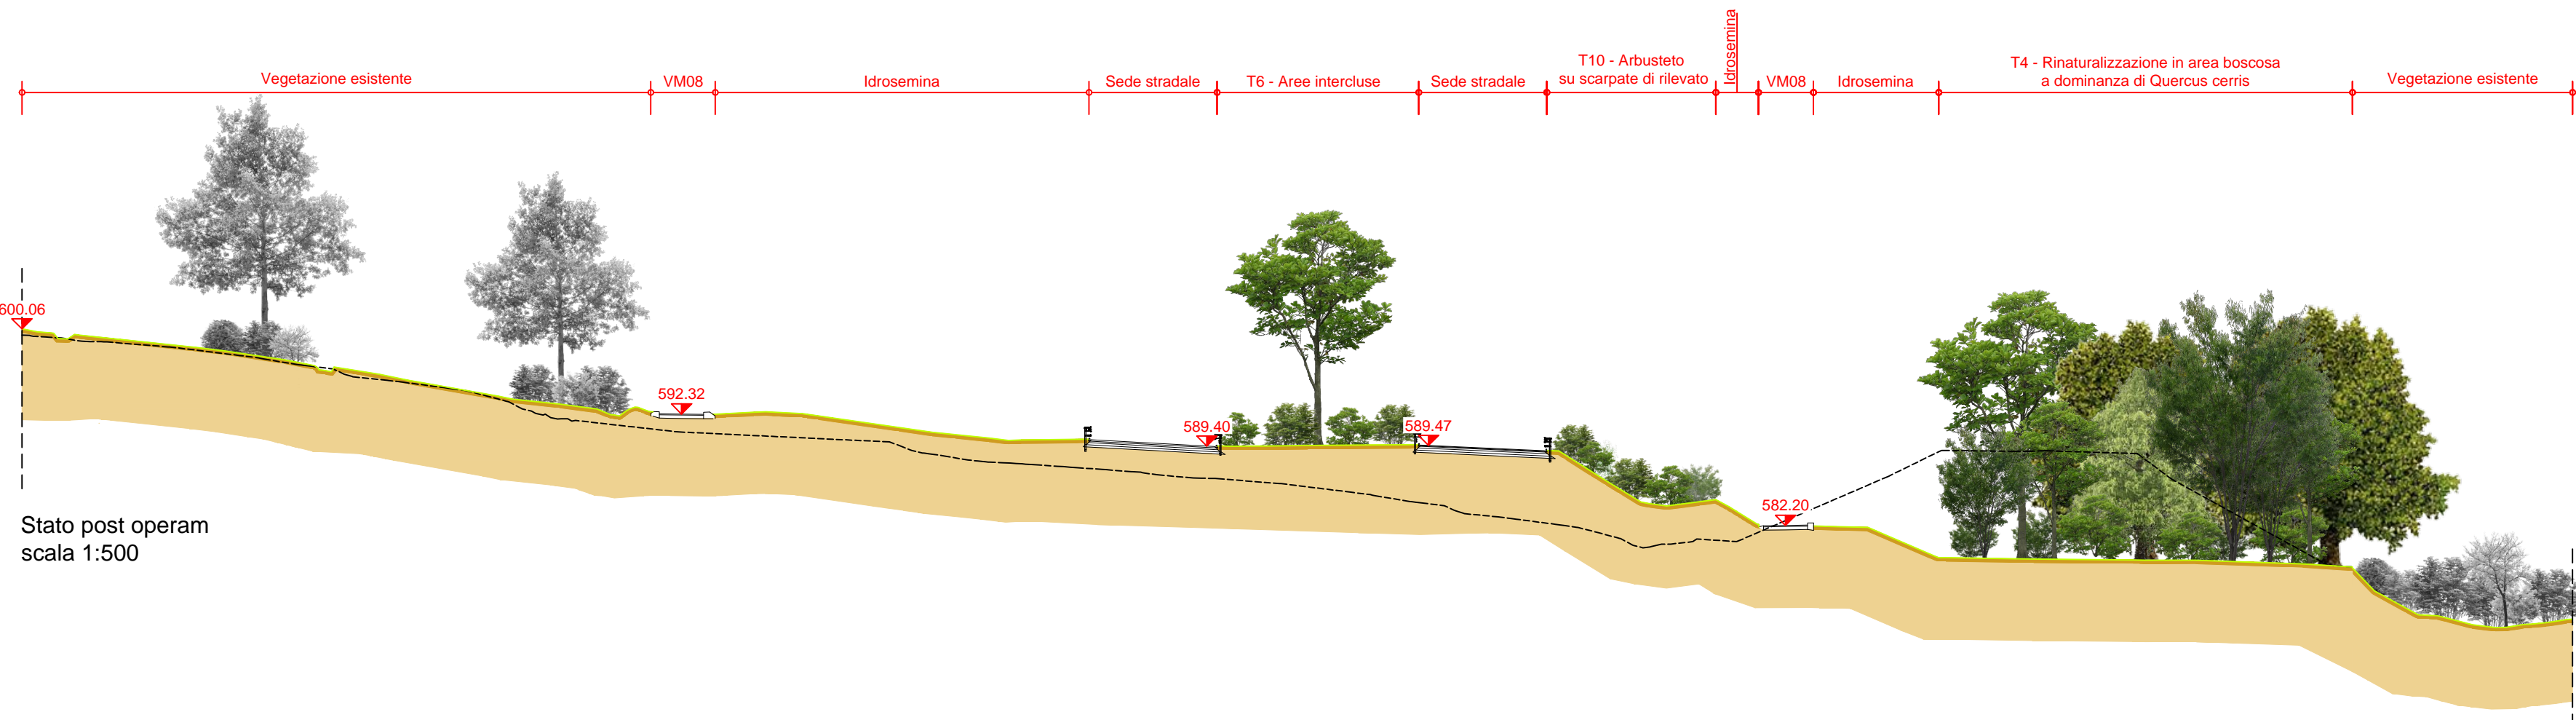 Idrosemina
Vegetazione esistente
VM08
Idrosemina
Sede stradale
T6 - Aree intercluse
Sede stradale
T10 - Arbusteto
su scarpate di rilevato
VM08
Idrosemina
T4 - Rinaturalizzazione in area boscosa
a dominanza di Quercus cerris
Vegetazione esistente
600.06
592.32
589.40
589.47
582.20
Stato post operam
scala 1:500